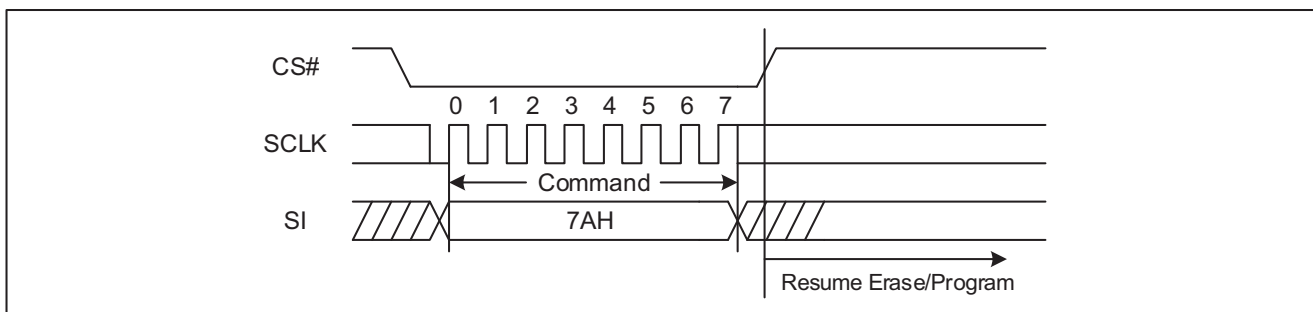 CS#
0 1 2 3 4 5 6 7
SCLK
Command
SI
7AH
Resume Erase/Program